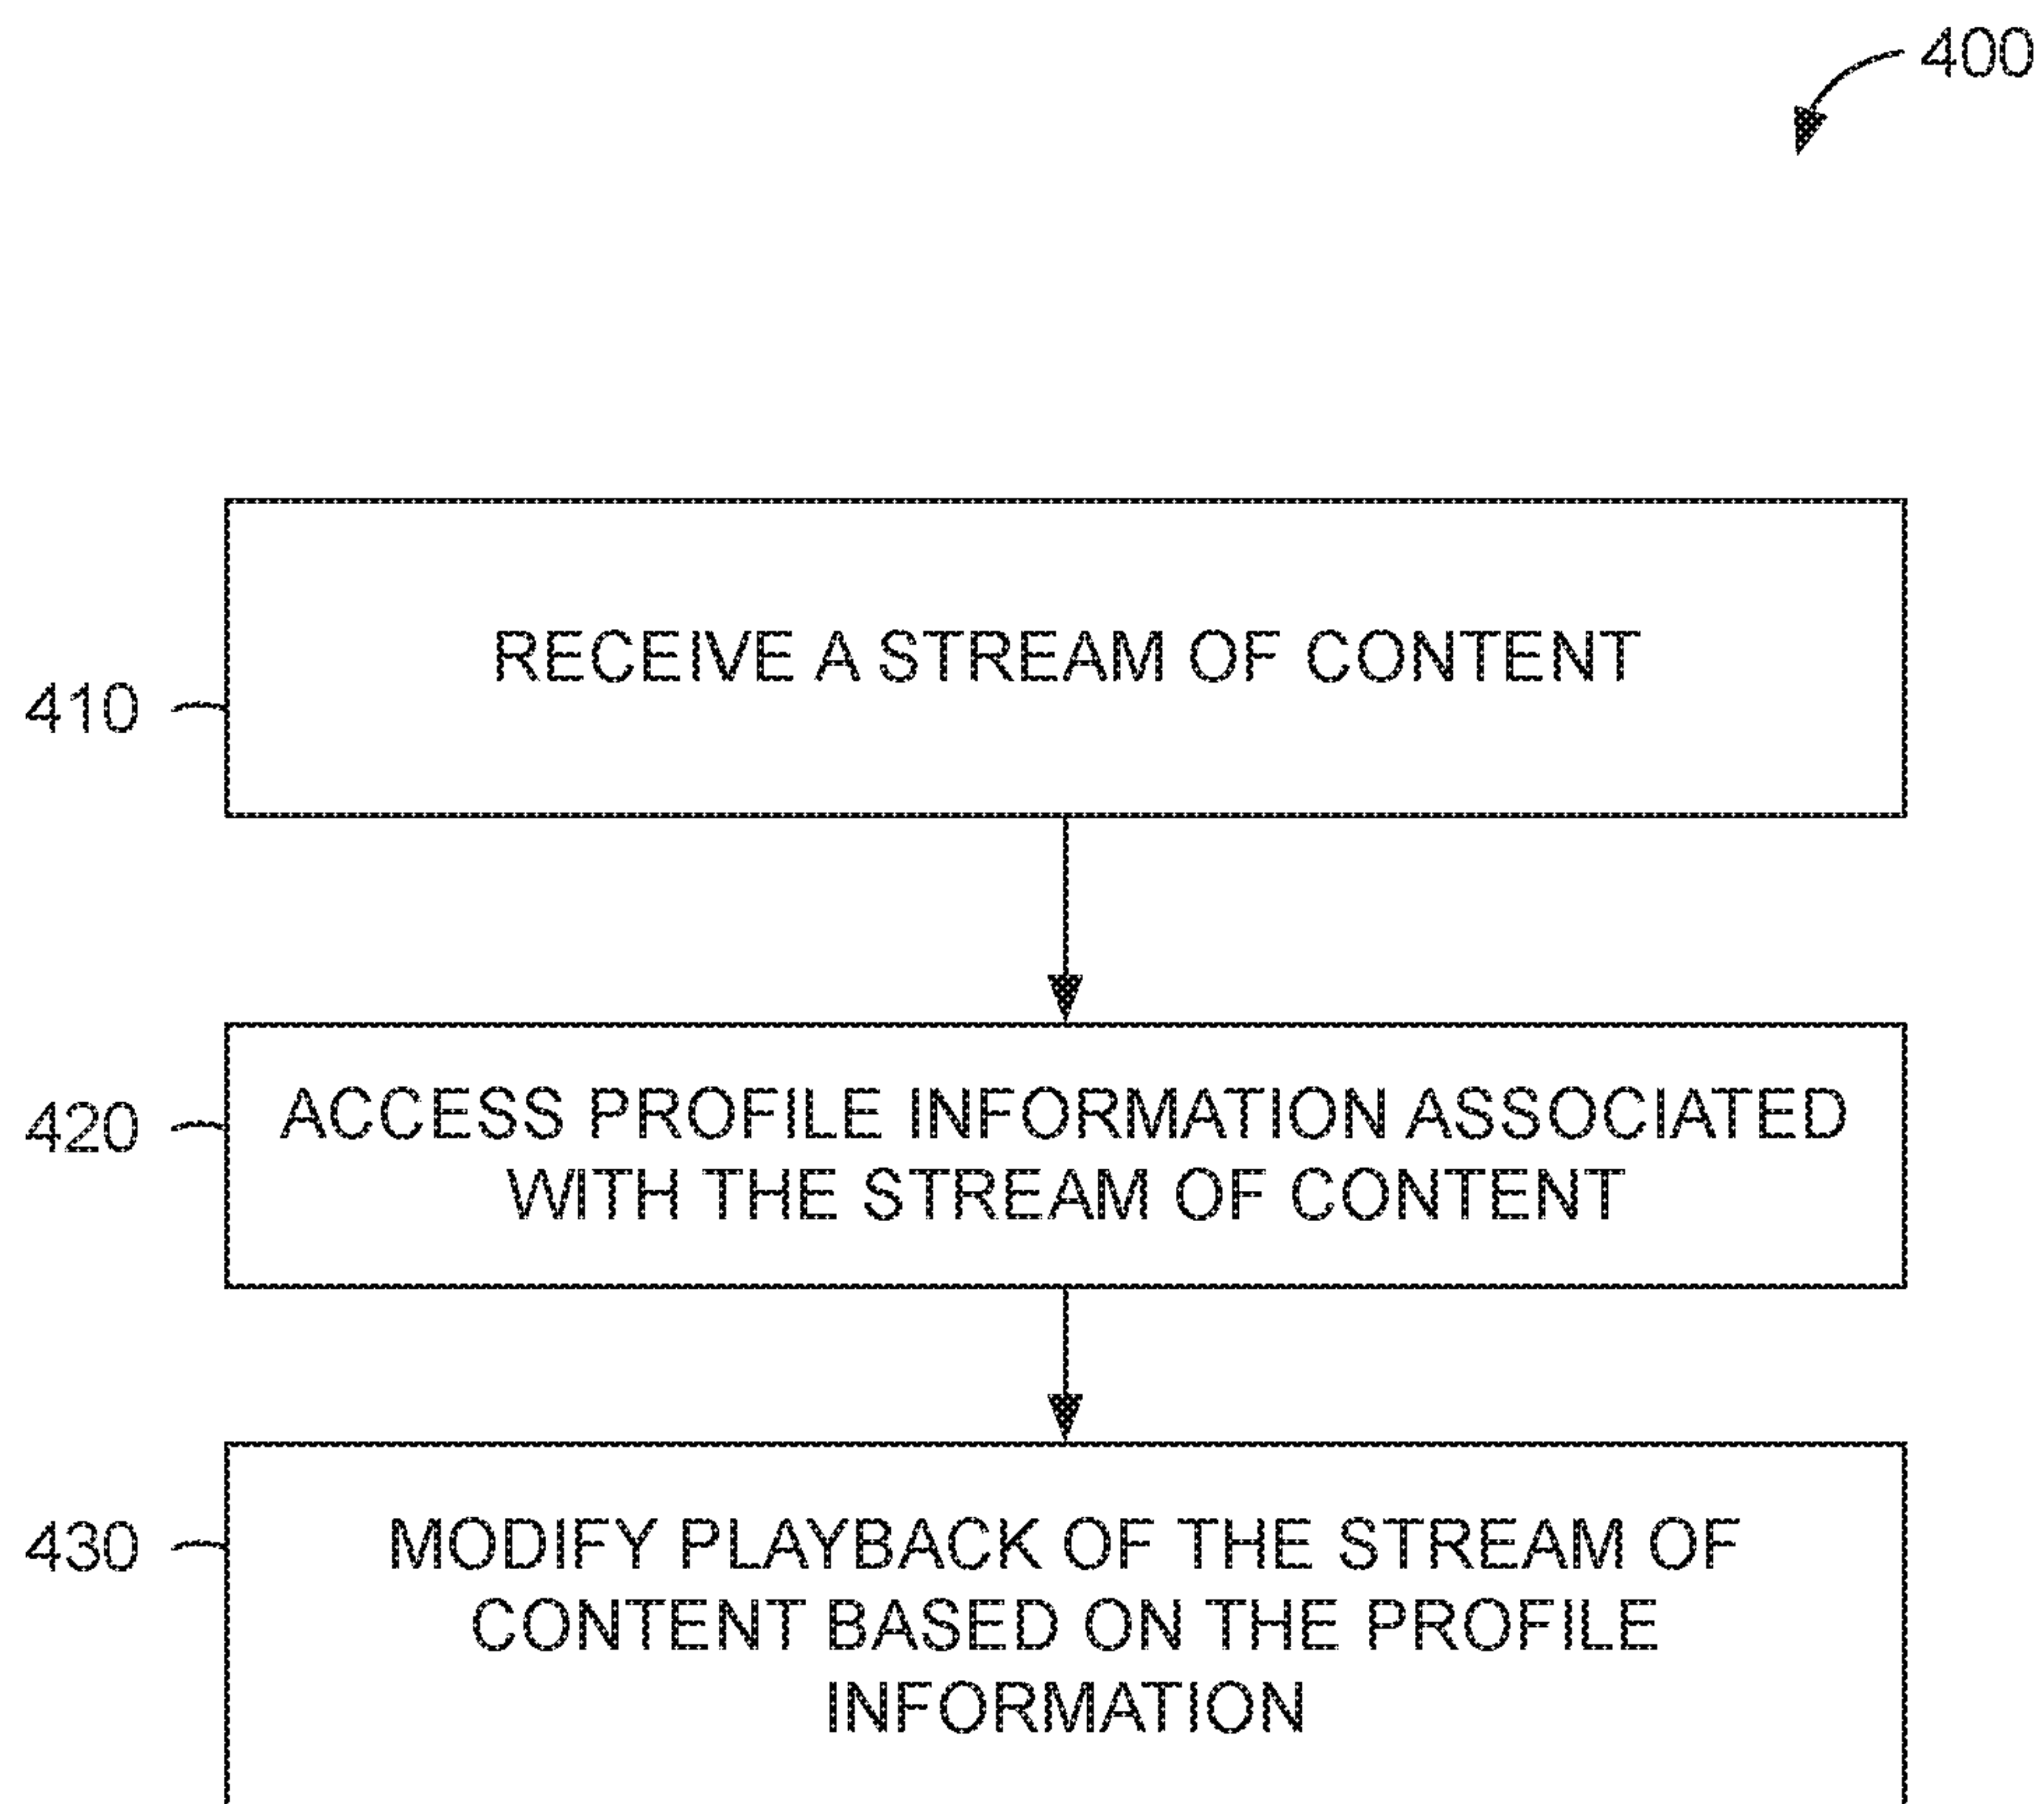 400
RECEIVE A STREAM OF CONTENT
410
ACCESS PROFILE INFORMATION ASSOCIATED
420
WITH THE STREAM OF CONTENT
430
MODIFY PLAYBACK OF THE STREAM OF
CONTENT BASED ON THE PROFILE
INFORMATION